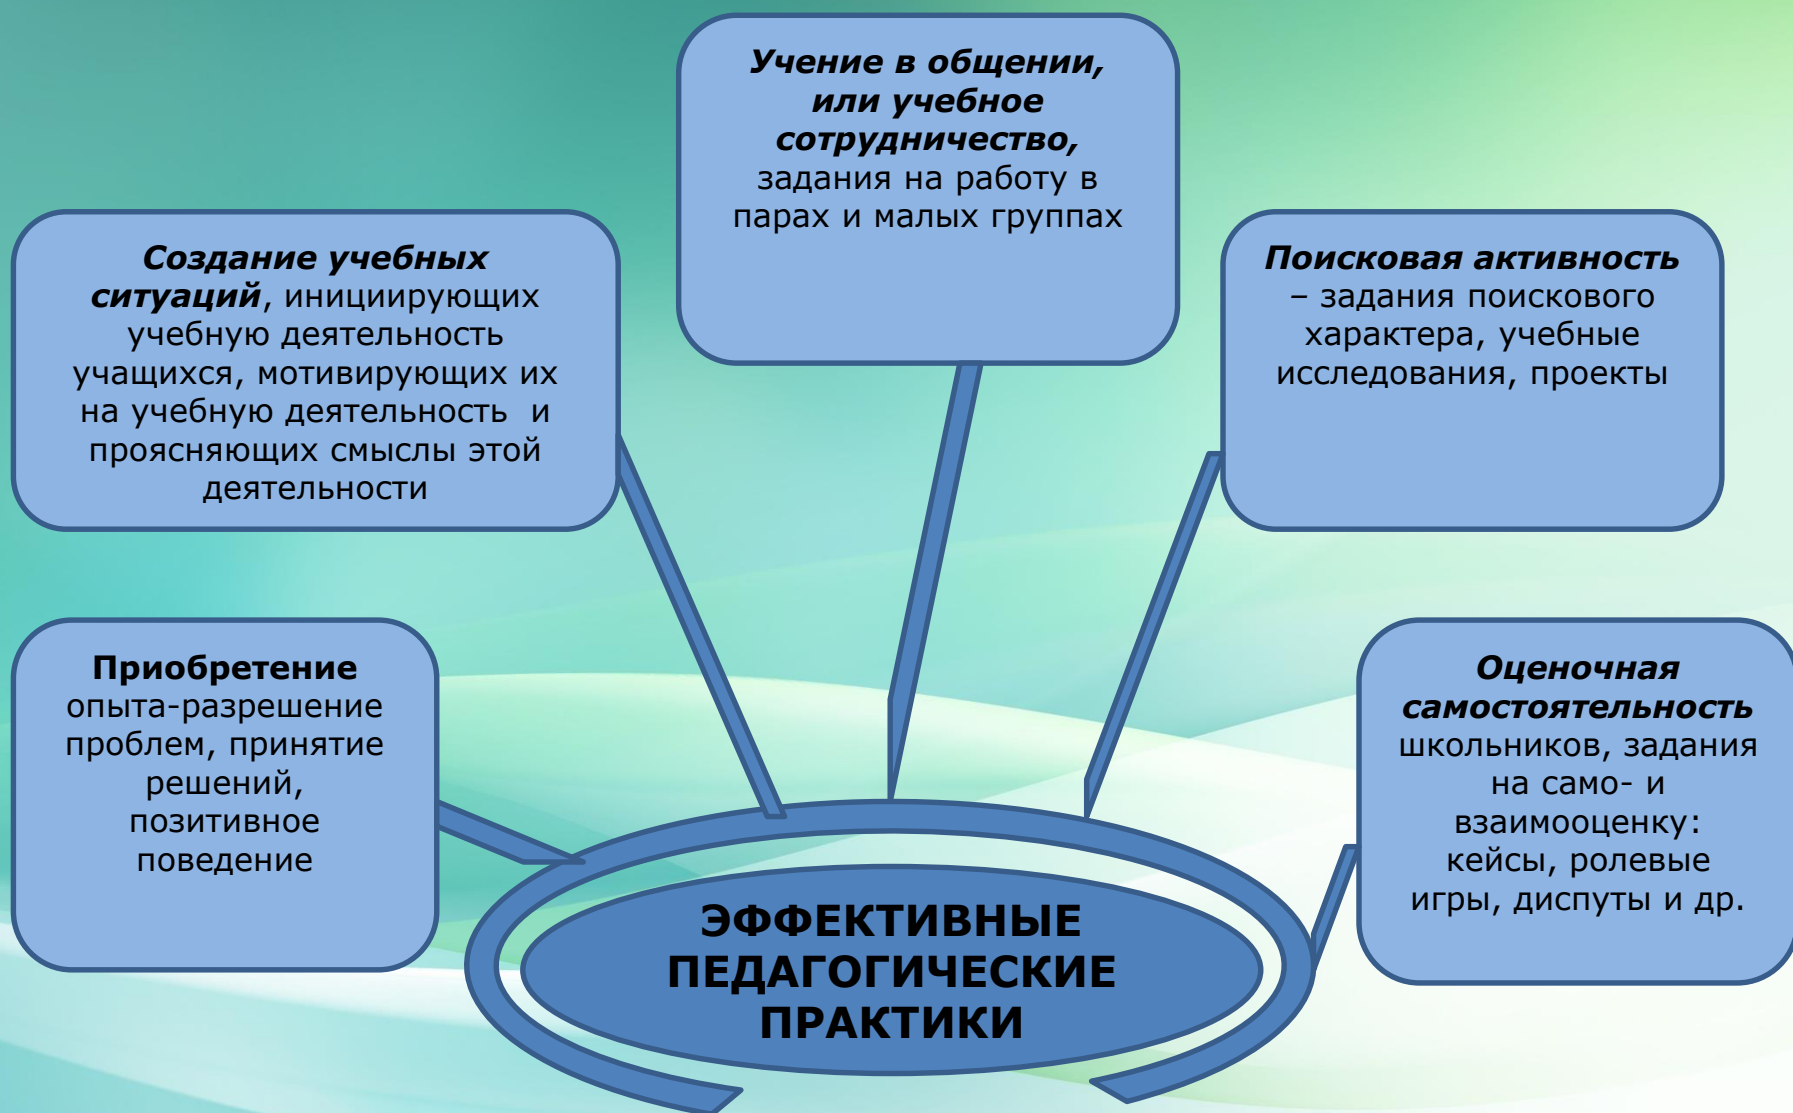 Учение в общении,
или учебное
сотрудничество,
задания на работу в
парах и малых группах
Создание учебных
ситуаций, инициирующих
учебную деятельность
учащихся, мотивирующих их
на учебную деятельность  и
проясняющих смыслы этой
деятельности
Поисковая активность
– задания поискового
характера, учебные
исследования, проекты
Приобретение
опыта-разрешение
проблем, принятие
решений,
позитивное
поведение
Оценочная
самостоятельность
школьников, задания
на само- и
взаимооценку:
кейсы, ролевые
игры, диспуты и др.
ЭФФЕКТИВНЫЕ
ПЕДАГОГИЧЕСКИЕ
ПРАКТИКИ